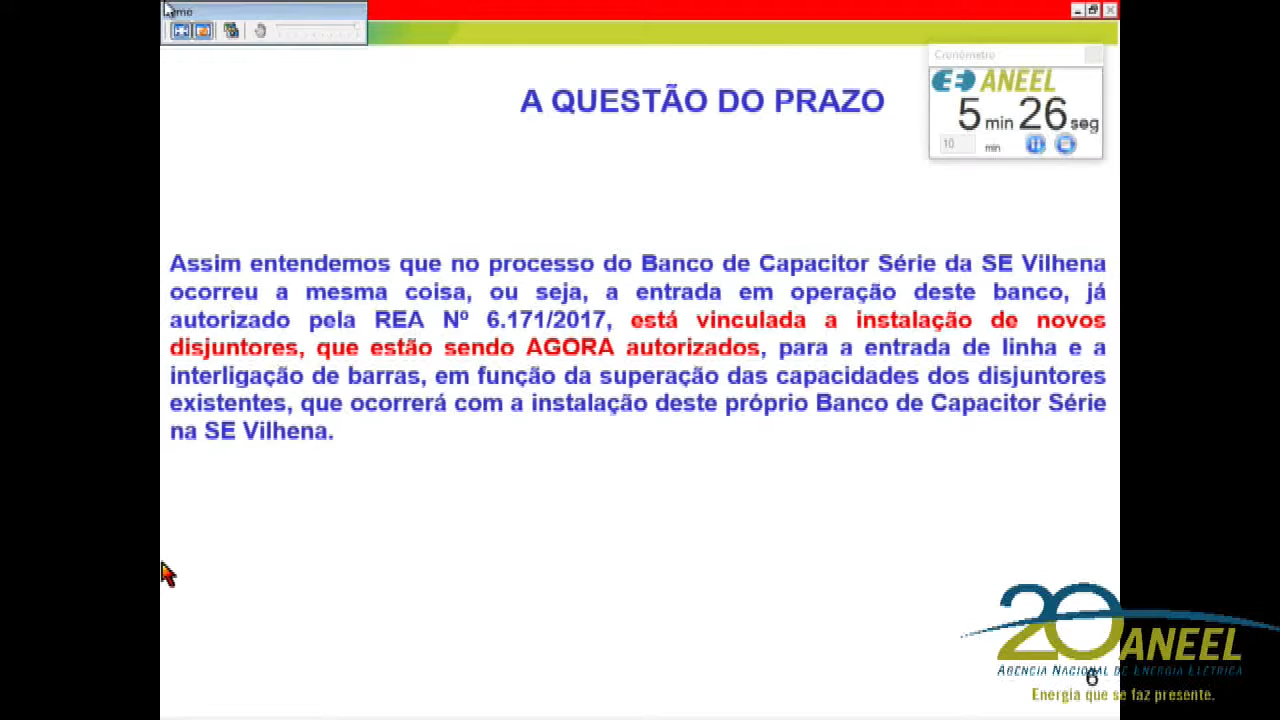 A QUESTÃO DO PRAZO
Cronômetro
ANEEL
5 min 26 seg
10 min
Assim entendemos que no processo do Banco de Capacitor Série da SE Vilhena
ocorreu a mesma coisa, ou seja, a entrada em operação deste banco, já
autorizado pela REA Nº 6.171/2017, está vinculada a instalação de novos
disjuntores, que estão sendo AGORA autorizados, para a entrada de linha e a
interligação de barras, em função da superação das capacidades dos disjuntores
existentes, que ocorrerá com a instalação deste próprio Banco de Capacitor Série
na SE Vilhena.
20 ANEEL
AGENCIA NACIONAL DE ENERGIA ELÉTRICA
6
Energia que se faz presente.